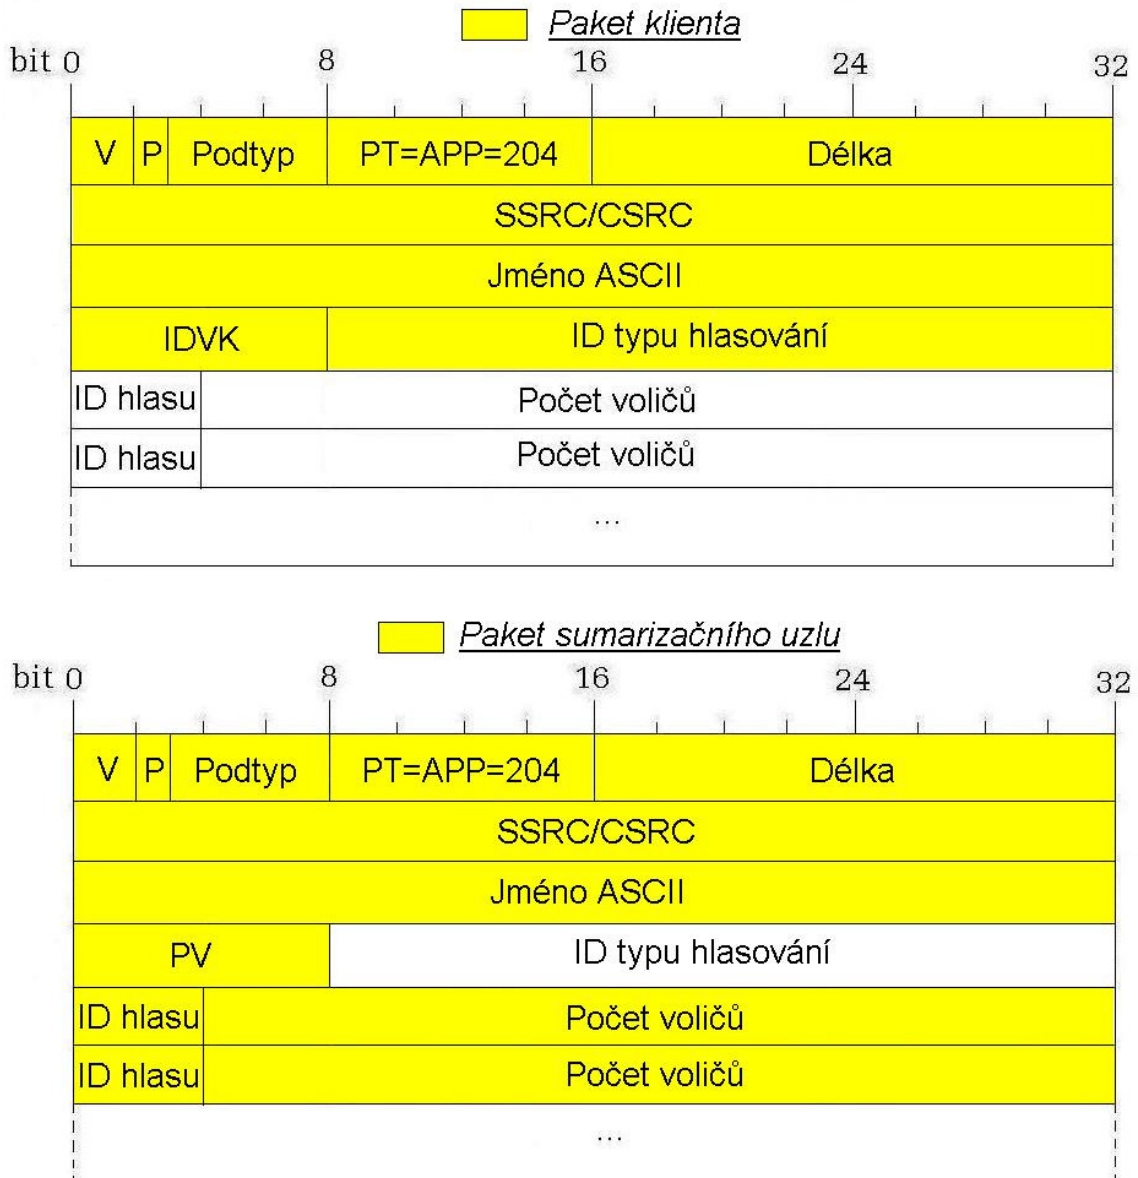 Paket klienta
bit 0 8 16 24 32
V P Podtyp PT=APP=204 Délka
SSRC/CSRC
Jméno ASCII
IDVK ID typu hlasování
ID hlasu Počet voličů
ID hlasu Počet voličů
...
Paket sumarizačního uzlu
bit 0 8 16 24 32
V P Podtyp PT=APP=204 Délka
SSRC/CSRC
Jméno ASCII
PV ID typu hlasování
ID hlasu Počet voličů
ID hlasu Počet voličů
...